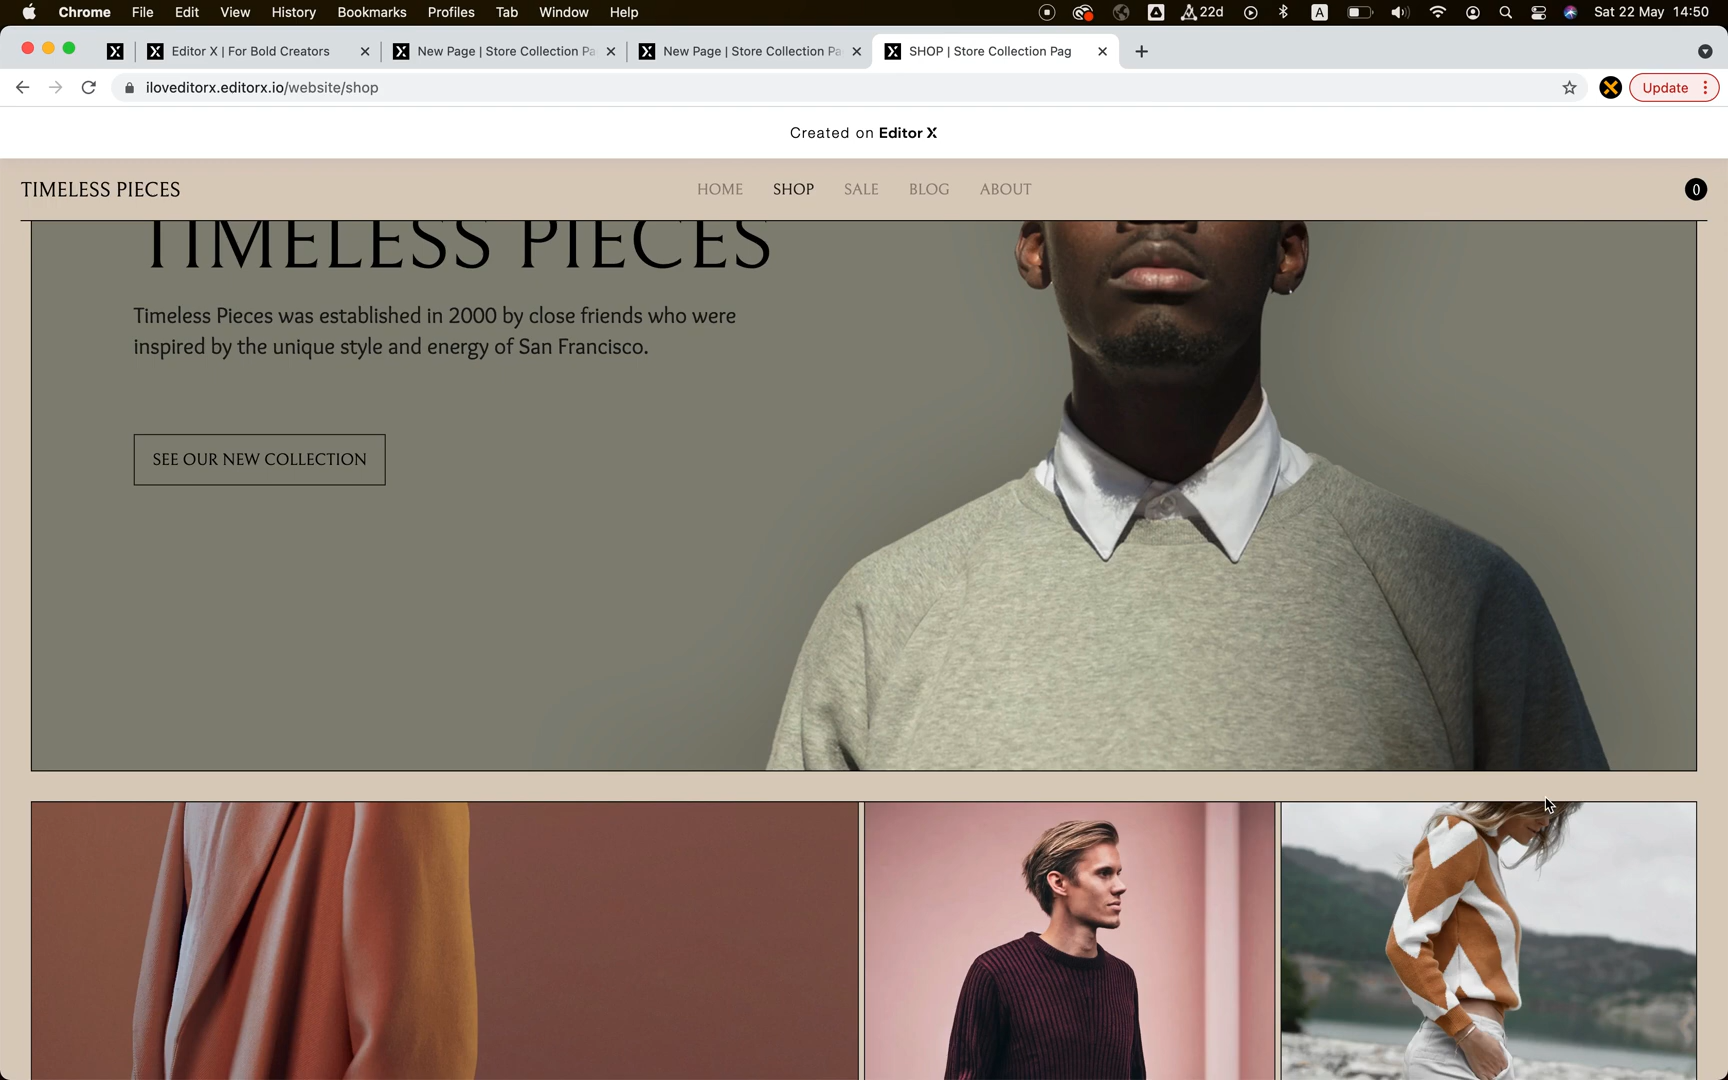 Chrome File Edit View History Bookmarks Profiles Tab Window Help A 22d A Sat 22 May 14:50
X X Editor X | For Bold Creators X New Page | Store Collection Pa X New Page | Store Collection Pa X SHOP | Store Collection Pag
iloveditorx.editorx.io/website/shop Update
Created on Editor X
TIMELESS PIECES HOME SHOP SALE BLOG ABOUT 0
TIMELESS PIECES
Timeless Pieces was established in 2000 by close friends who were
inspired by the unique style and energy of San Francisco.
SEE OUR NEW COLLECTION